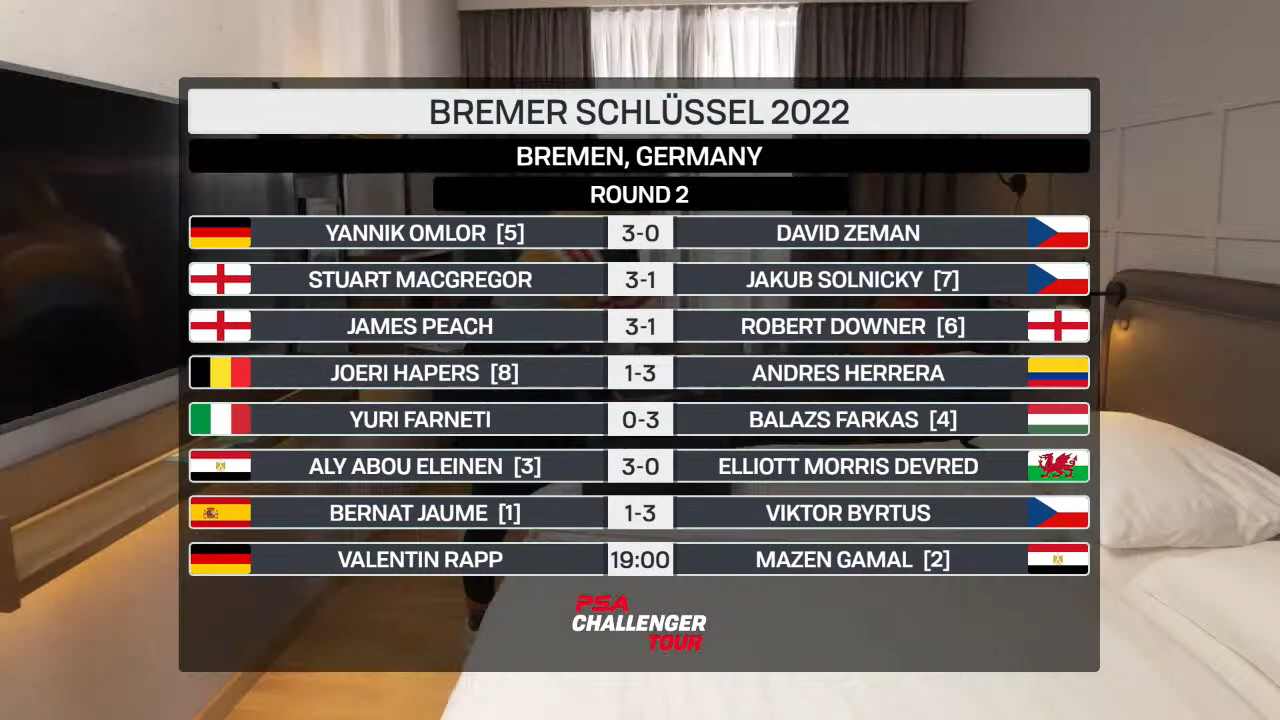 BREMER SCHLÜSSEL 2022
BREMEN, GERMANY
ROUND 2
YANNIK OMLOR [5] 3-0 DAVID ZEMAN
STUART MACGREGOR 3-1 JAKUB SOLNICKY [7]
JAMES PEACH 3-1 ROBERT DOWNER [6]
JOERI HAPERS [8] 1-3 ANDRES HERRERA
YURI FARNETI 0-3 BALAZS FARKAS [4]
ALY ABOU ELEINEN [3] 3-0 ELLIOTT MORRIS DEVRED
BERNAT JAUME [1] 1-3 VIKTOR BYRTUS
VALENTIN RAPP 19:00 MAZEN GAMAL [2]
PSA
CHALLENGER
TOUR